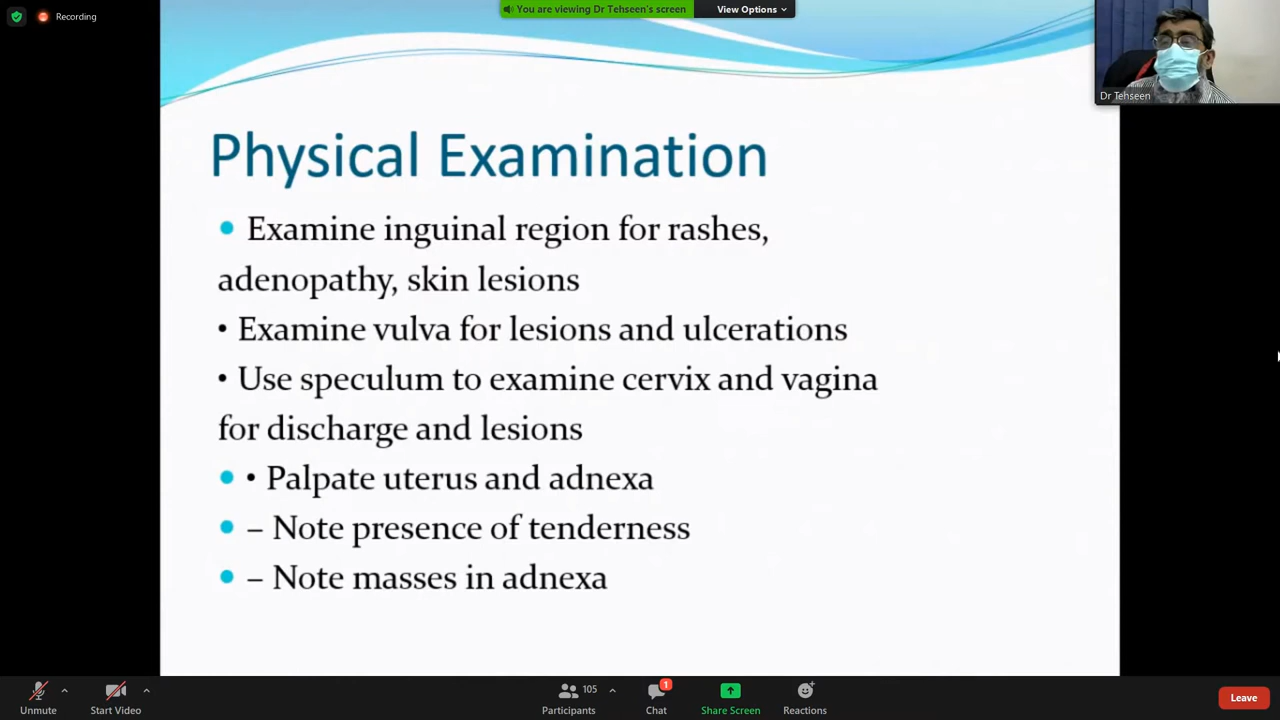 Recording
You are viewing Dr Tehseen's screen
View Options
Dr Tehseen
Physical Examination
Examine inguinal region for rashes,
adenopathy, skin lesions
• Examine vulva for lesions and ulcerations
• Use speculum to examine cervix and vagina
for discharge and lesions
• Palpate uterus and adnexa
– Note presence of tenderness
– Note masses in adnexa
Unmute
Start Video
105
Participants
1
Chat
Share Screen
Reactions
Leave